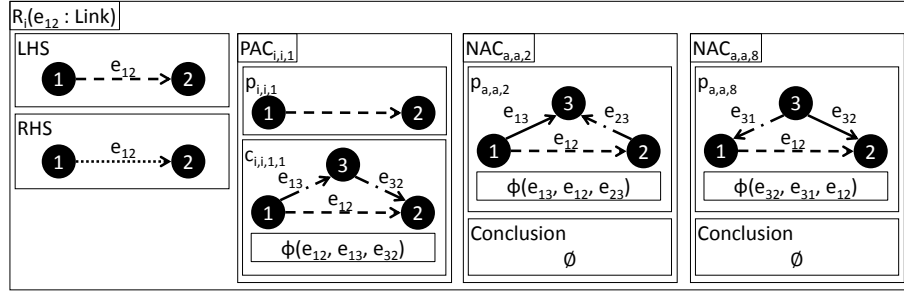 Rᵢ(e₁₂ : Link)
LHS
1 e₁₂ 2
RHS
1 e₁₂ 2
PACᵢ,ᵢ,₁
pᵢ,ᵢ,₁
1 2
cᵢ,ᵢ,₁,₁
3
e₁₃ e₃₂
1 e₁₂ 2
ϕ(e₁₂, e₁₃, e₃₂)
NACₐ,ₐ,₂
pₐ,ₐ,₂
3
e₁₃ e₂₃
1 e₁₂ 2
ϕ(e₁₃, e₁₂, e₂₃)
Conclusion
∅
NACₐ,ₐ,₈
pₐ,ₐ,₈
3
e₃₁ e₃₂
1 e₁₂ 2
ϕ(e₃₂, e₃₁, e₁₂)
Conclusion
∅